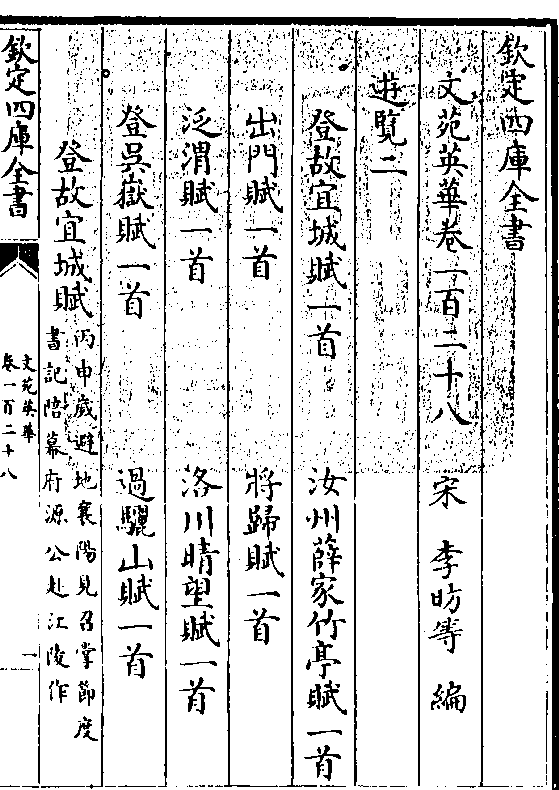 欽定四庫全書
文苑英華卷一百二十八　宋　李昉等　編
遊覽二
登故宜城賦一首　汝州薛家竹亭賦一首
出門賦一首　將歸賦一首
泛渭賦一首　洛川晴望賦一首
登吳嶽賦一首　過驪山賦一首
登故宜城賦　丙申歲避地襄陽見召掌節度
書記陪幕府源公赴江陵作
欽定四庫全書
文苑英華
卷一百二十八
一